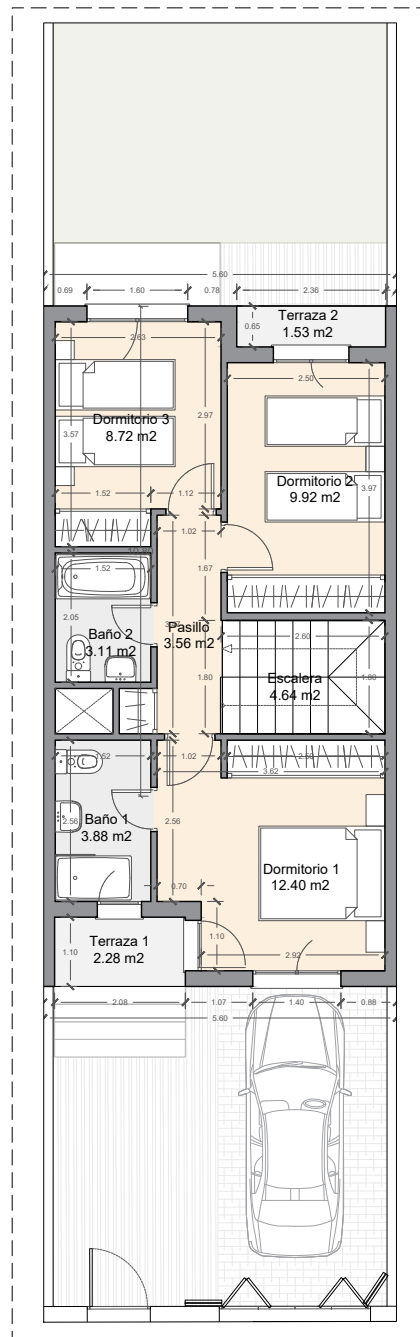 5.60
0.69
1.60
0.78
2.36
Terraza 2
1.53 m2
0.65
2.63
2.50
2.97
Dormitorio 3
8.72 m2
3.57
Dormitorio 2
9.92 m2
3.97
1.52
1.12
1.02
1.67
1.52
2.05
Baño 2
3.11 m2
Pasillo
3.56 m2
2.60
1.80
Escalera
4.64 m2
1.80
1.52
1.02
2.60
3.62
2.56
Baño 1
3.88 m2
2.56
Dormitorio 1
12.40 m2
0.70
Terraza 1
2.28 m2
1.10
1.10
2.92
2.08
1.07
1.40
0.88
5.60